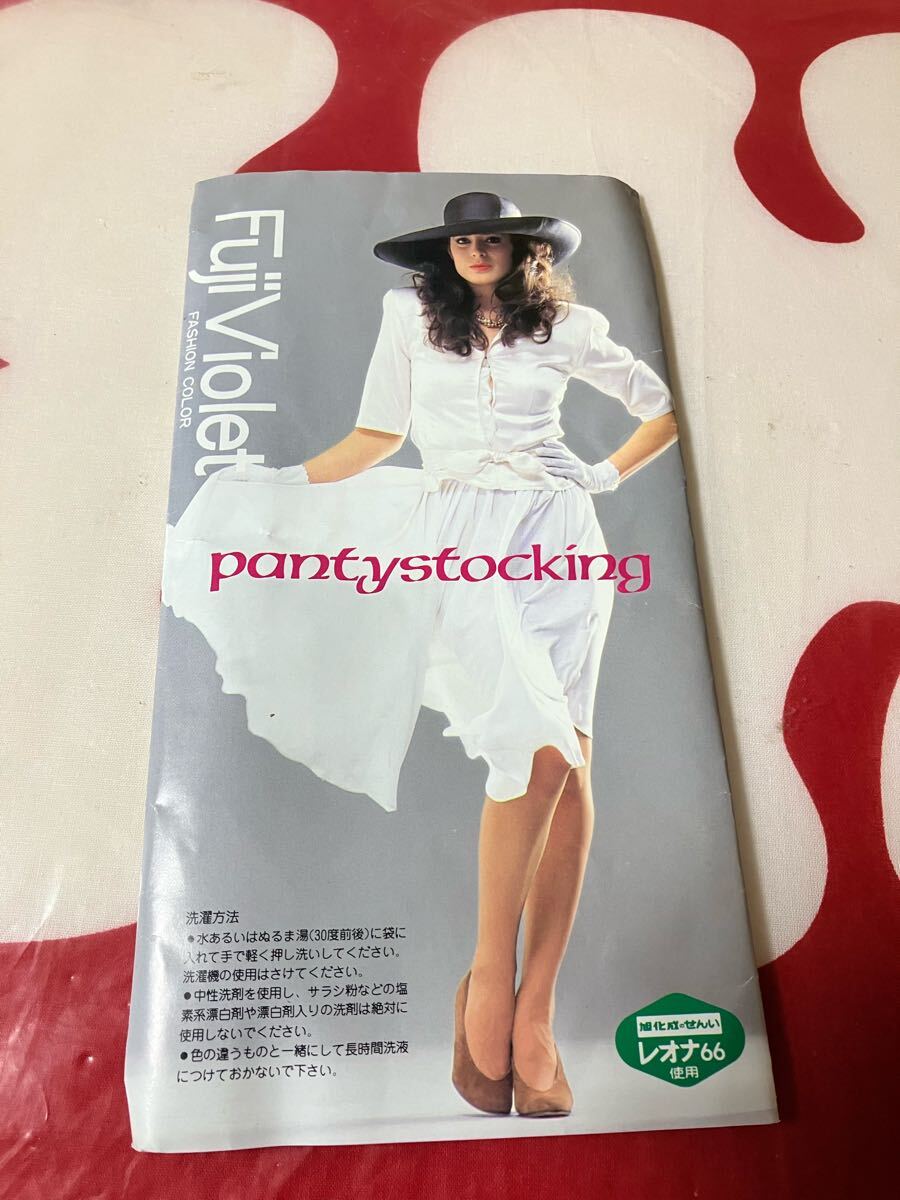 Fuji Violet
FASHION COLOR
pantystocking
洗濯方法
●水あるいはぬるま湯(30度前後)に袋に
入れて手で軽く押し洗いしてください。
洗濯機の使用はさけてください。
●中性洗剤を使用し、サラシ粉などの塩
素系漂白剤や漂白剤入りの洗剤は絶対に
使用しないでください。
●色の違うものと一緒にして長時間洗液
につけておかないで下さい。
旭化成のせんい
レオナ66
使用